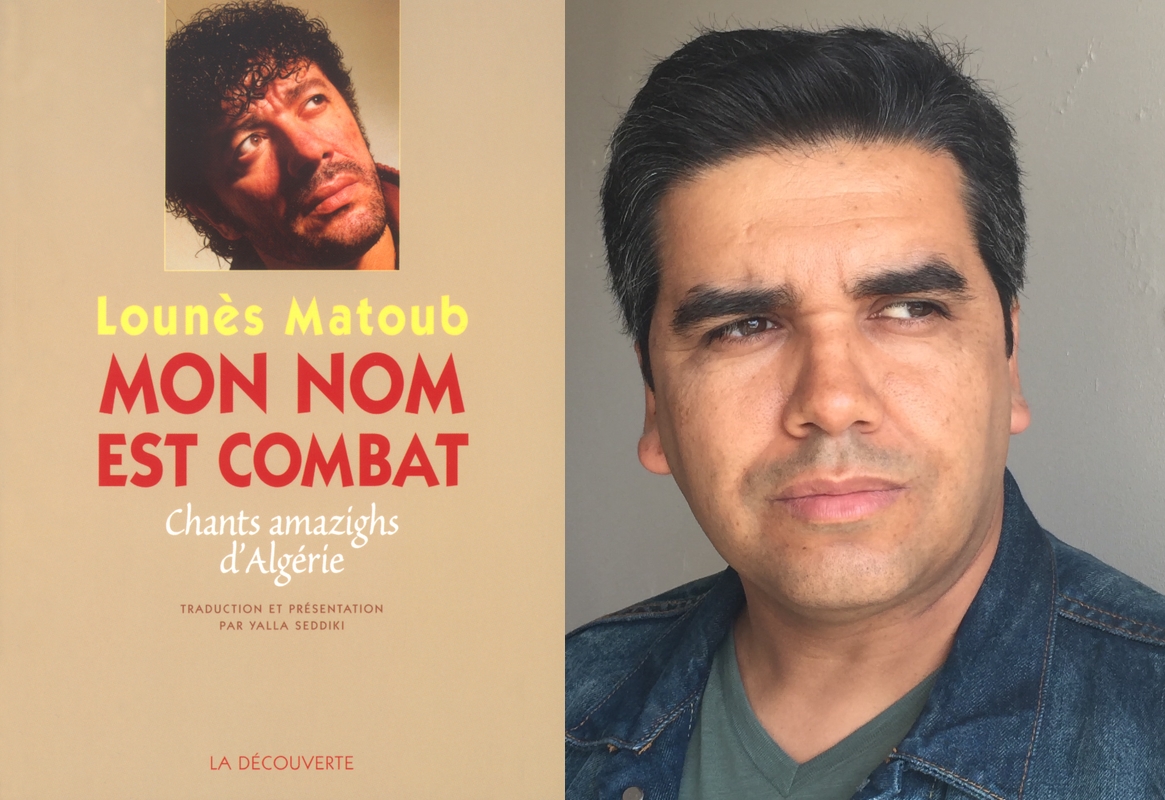 Lounès Matoub
MON NOM
EST COMBAT
Chants amazighs
d'Algérie
TRADUCTION ET PRÉSENTATION
PAR YALLA SEDDIKI
LA DÉCOUVERTE